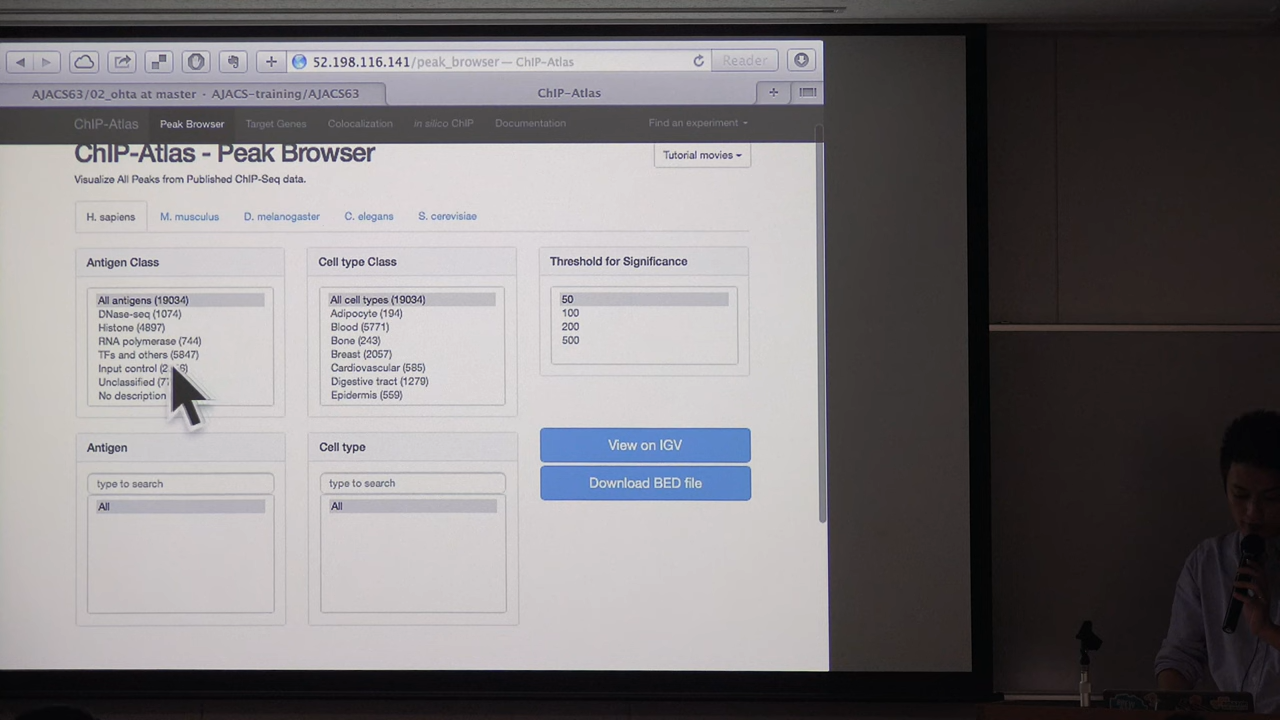 52.198.116.141/peak_browser — ChIP-Atlas
Reader
AJACS63/02_ohta at master · AJACS-training/AJACS63
ChIP-Atlas
ChIP-Atlas
Peak Browser
Target Genes
Colocalization
In silico ChIP
Documentation
Find an experiment
ChIP-Atlas - Peak Browser
Tutorial movies
Visualize All Peaks from Published ChIP-Seq data.
H. sapiens
M. musculus
D. melanogaster
C. elegans
S. cerevisiae
Antigen Class
All antigens (19034)
DNase-seq (1074)
Histone (4897)
RNA polymerase (744)
TFs and others (5847)
Input control
Unclassified
No description
Cell type Class
All cell types (19034)
Adipocyte (194)
Blood (5771)
Bone (243)
Breast (2057)
Cardiovascular (585)
Digestive tract (1279)
Epidermis (559)
Threshold for Significance
50
100
200
500
Antigen
type to search
All
Cell type
type to search
All
View on IGV
Download BED file